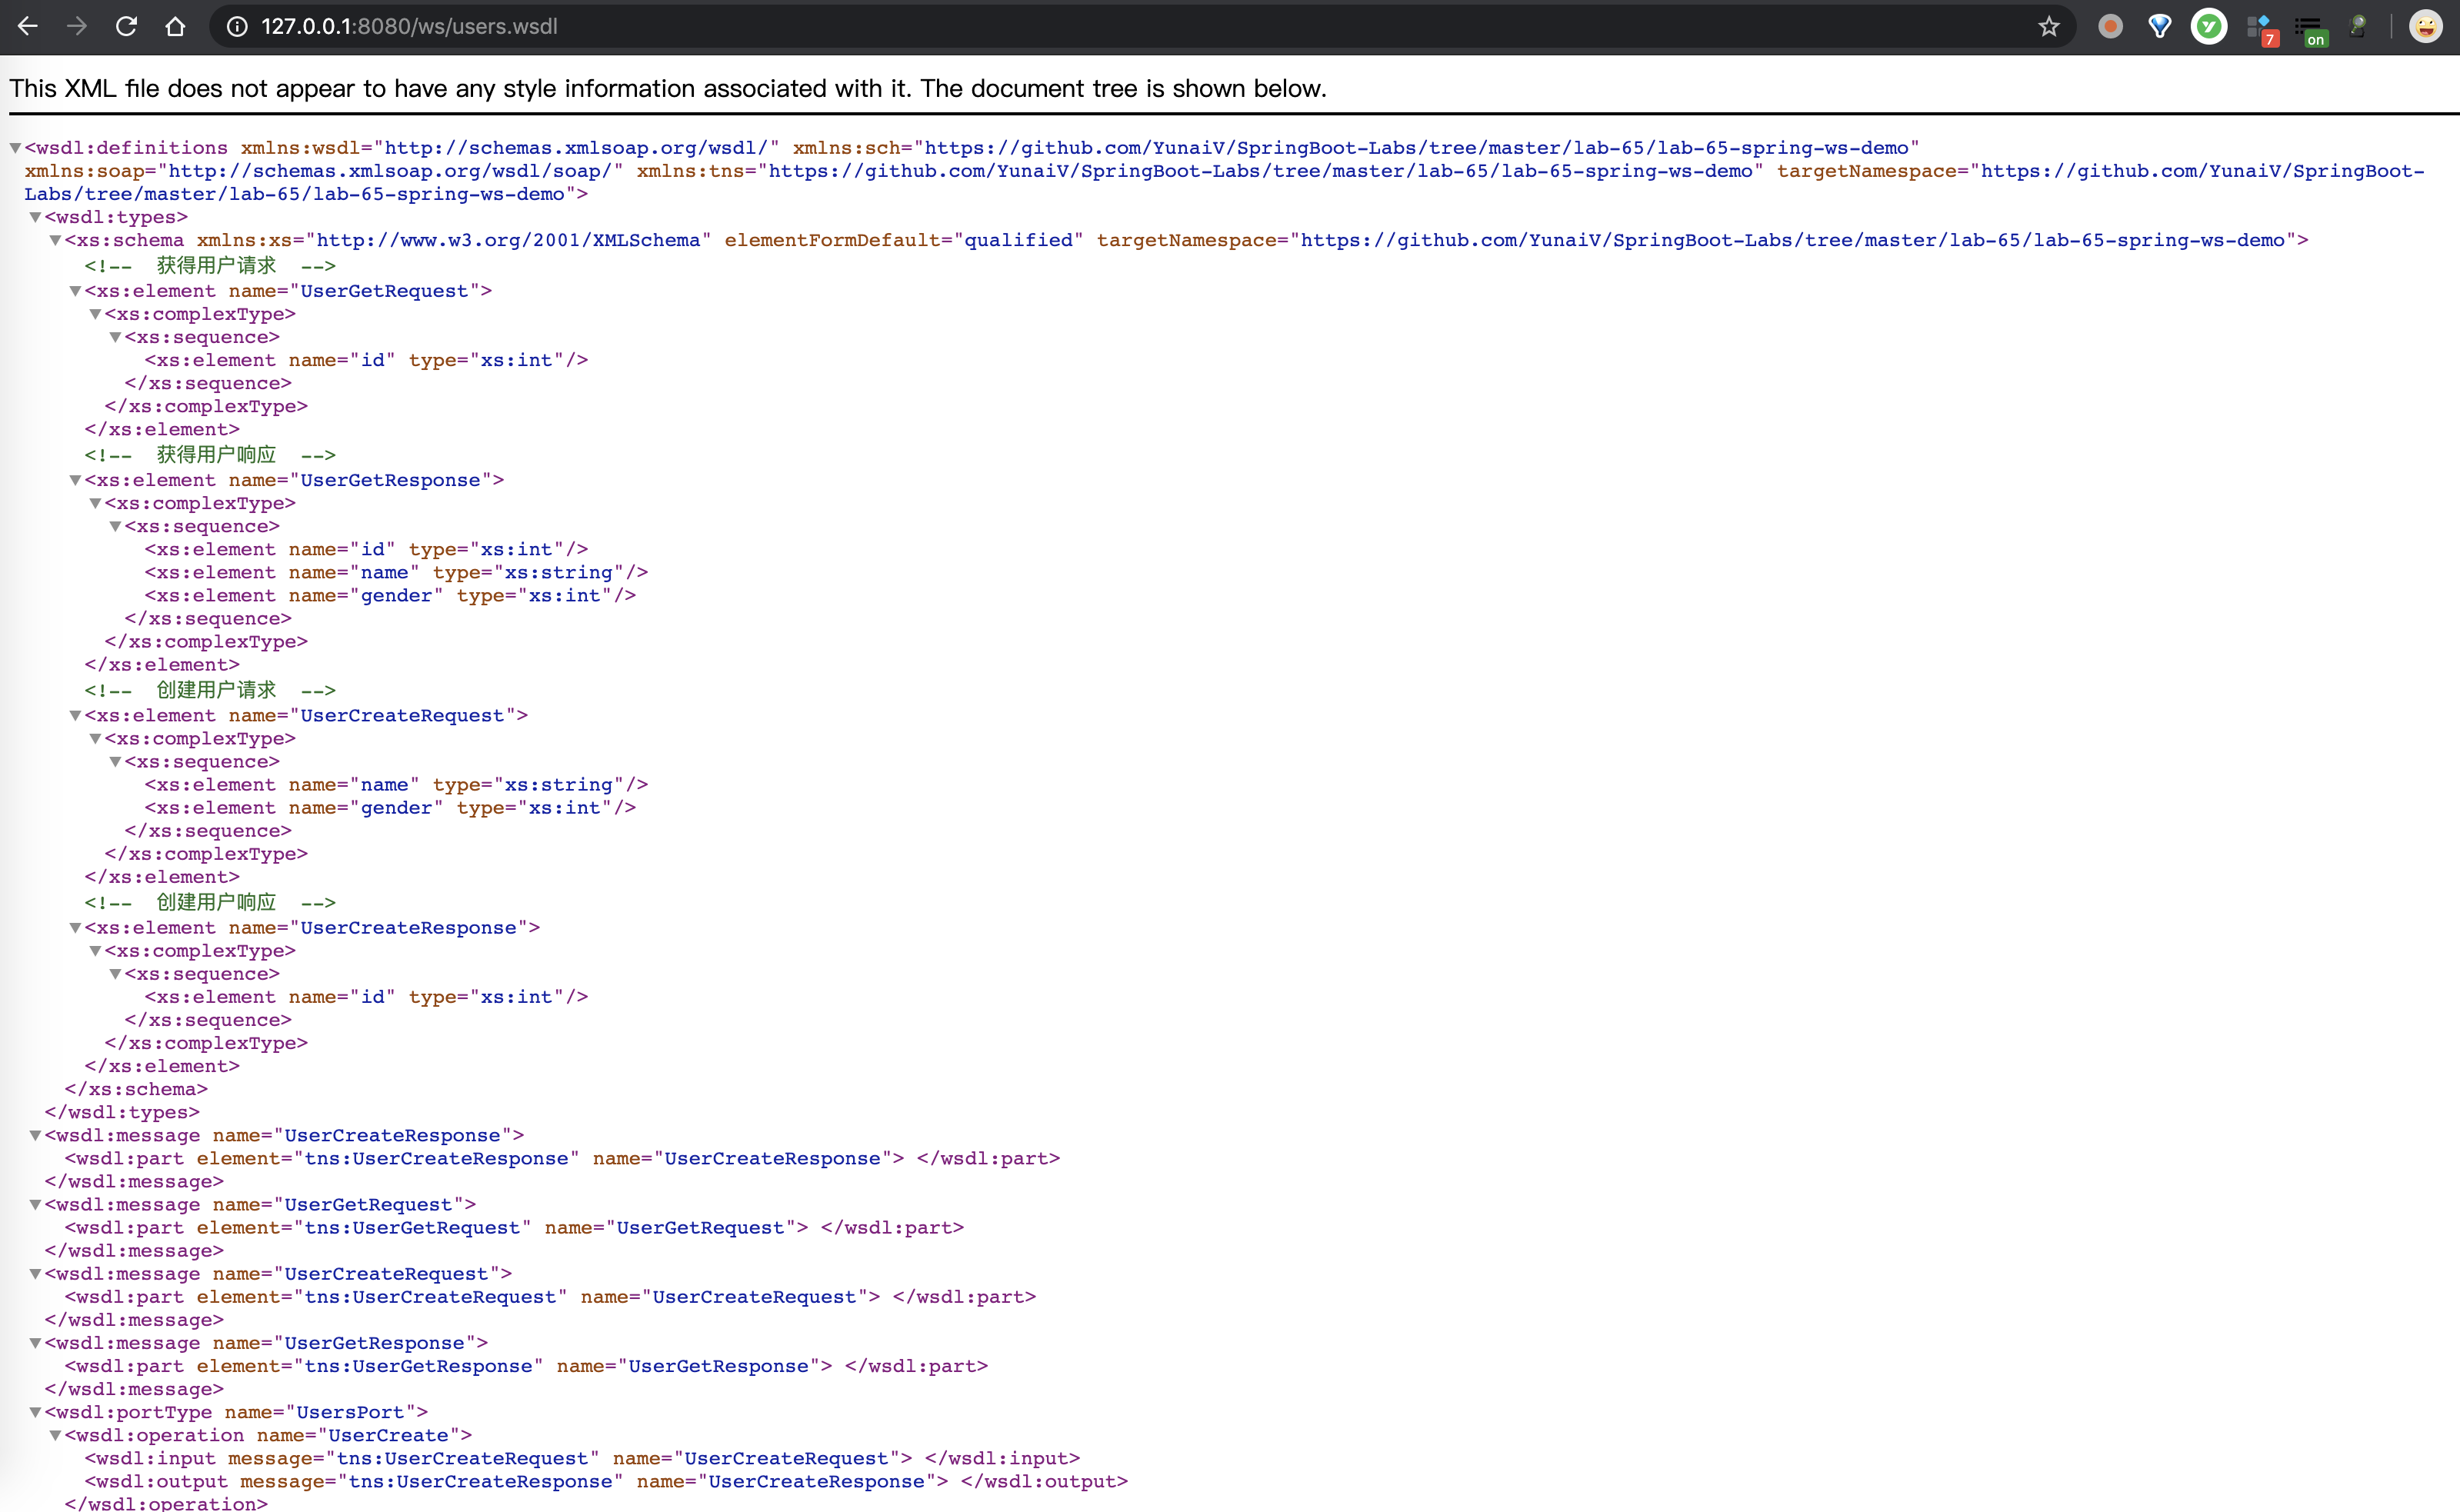 127.0.0.1:8080/ws/users.wsdl
7
on
This XML file does not appear to have any style information associated with it. The document tree is shown below.
<wsdl:definitions xmlns:wsdl="http://schemas.xmlsoap.org/wsdl/" xmlns:sch="https://github.com/YunaiV/SpringBoot-Labs/tree/master/lab-65/lab-65-spring-ws-demo"
xmlns:soap="http://schemas.xmlsoap.org/wsdl/soap/" xmlns:tns="https://github.com/YunaiV/SpringBoot-Labs/tree/master/lab-65/lab-65-spring-ws-demo" targetNamespace="https://github.com/YunaiV/SpringBoot-
Labs/tree/master/lab-65/lab-65-spring-ws-demo">
<wsdl:types>
<xs:schema xmlns:xs="http://www.w3.org/2001/XMLSchema" elementFormDefault="qualified" targetNamespace="https://github.com/YunaiV/SpringBoot-Labs/tree/master/lab-65/lab-65-spring-ws-demo">
<!-- 获得用户请求 -->
<xs:element name="UserGetRequest">
<xs:complexType>
<xs:sequence>
<xs:element name="id" type="xs:int"/>
</xs:sequence>
</xs:complexType>
</xs:element>
<!-- 获得用户响应 -->
<xs:element name="UserGetResponse">
<xs:complexType>
<xs:sequence>
<xs:element name="id" type="xs:int"/>
<xs:element name="name" type="xs:string"/>
<xs:element name="gender" type="xs:int"/>
</xs:sequence>
</xs:complexType>
</xs:element>
<!-- 创建用户请求 -->
<xs:element name="UserCreateRequest">
<xs:complexType>
<xs:sequence>
<xs:element name="name" type="xs:string"/>
<xs:element name="gender" type="xs:int"/>
</xs:sequence>
</xs:complexType>
</xs:element>
<!-- 创建用户响应 -->
<xs:element name="UserCreateResponse">
<xs:complexType>
<xs:sequence>
<xs:element name="id" type="xs:int"/>
</xs:sequence>
</xs:complexType>
</xs:element>
</xs:schema>
</wsdl:types>
<wsdl:message name="UserCreateResponse">
<wsdl:part element="tns:UserCreateResponse" name="UserCreateResponse"> </wsdl:part>
</wsdl:message>
<wsdl:message name="UserGetRequest">
<wsdl:part element="tns:UserGetRequest" name="UserGetRequest"> </wsdl:part>
</wsdl:message>
<wsdl:message name="UserCreateRequest">
<wsdl:part element="tns:UserCreateRequest" name="UserCreateRequest"> </wsdl:part>
</wsdl:message>
<wsdl:message name="UserGetResponse">
<wsdl:part element="tns:UserGetResponse" name="UserGetResponse"> </wsdl:part>
</wsdl:message>
<wsdl:portType name="UsersPort">
<wsdl:operation name="UserCreate">
<wsdl:input message="tns:UserCreateRequest" name="UserCreateRequest"> </wsdl:input>
<wsdl:output message="tns:UserCreateResponse" name="UserCreateResponse"> </wsdl:output>
</wsdl:operation>